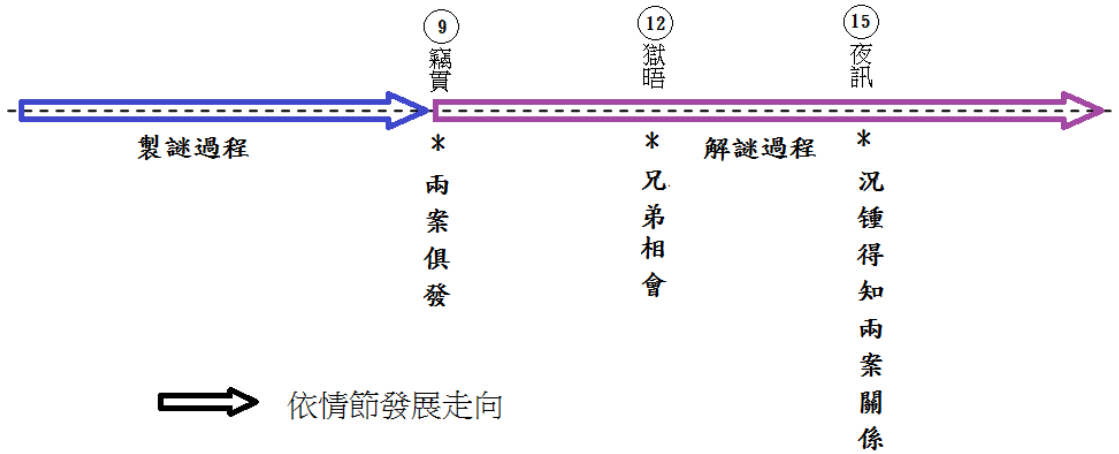 ⑨
竊貫
⑫
獄晤
⑮
夜訊
製謎過程
解謎過程
*兩案俱發
*兄弟相會
*況锺得知兩案關係
依情節發展走向